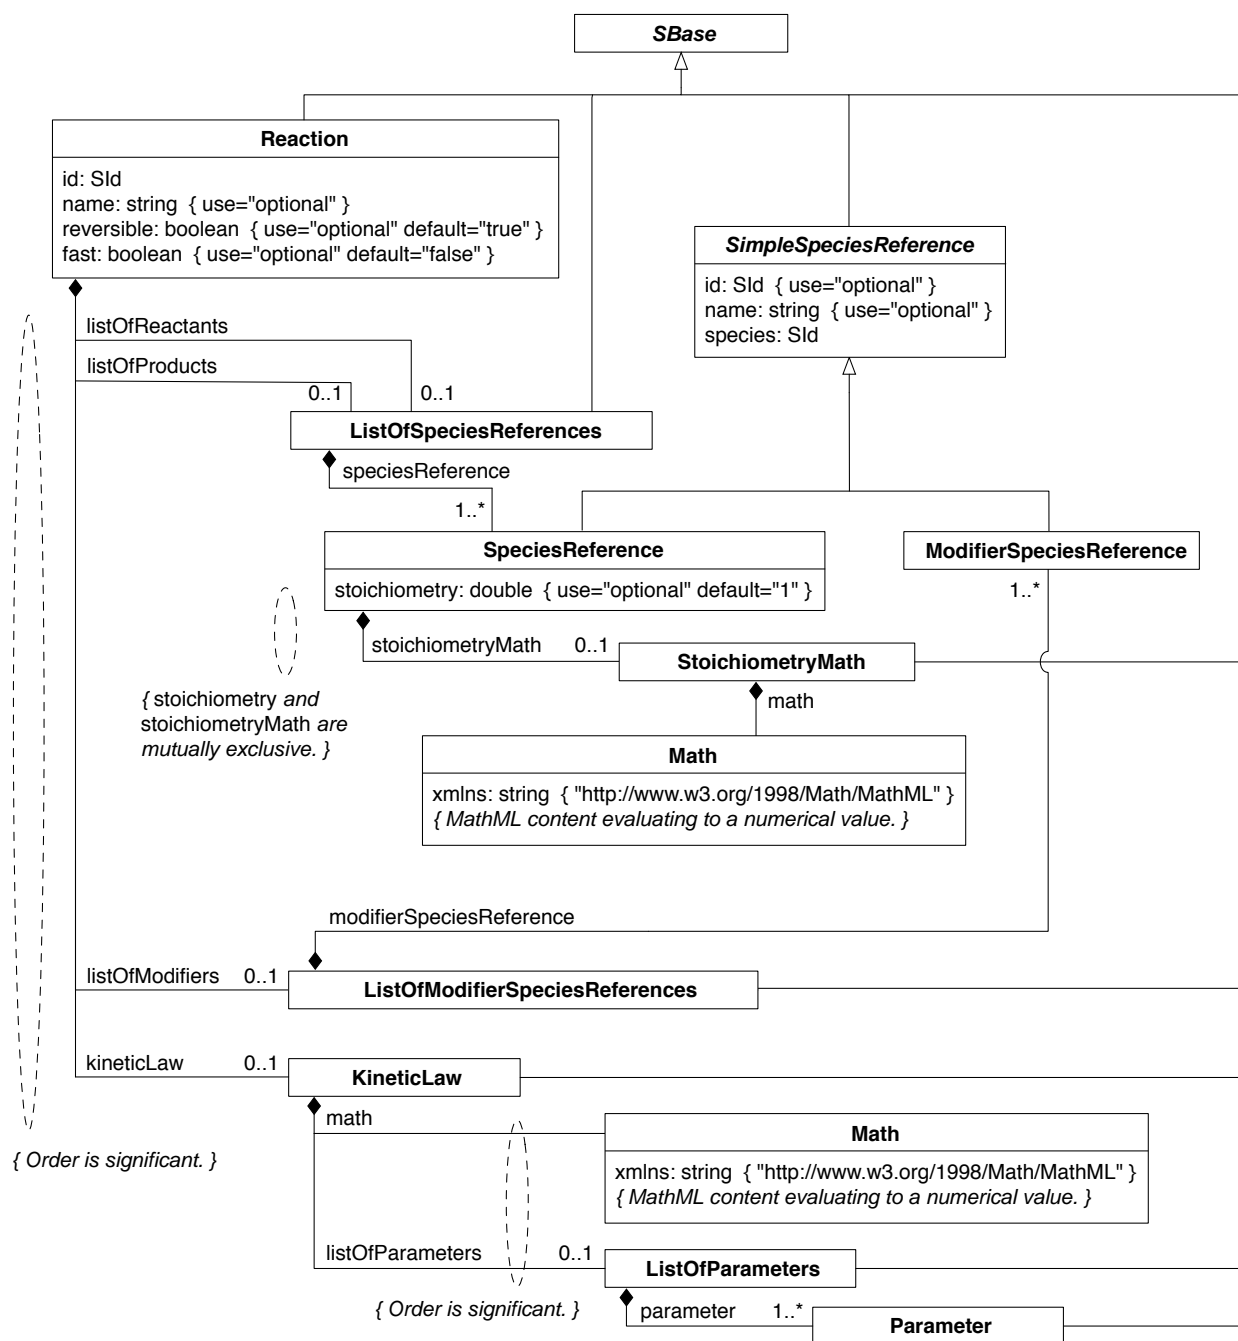 SBase
Reaction
id: SId
name: string { use="optional" }
reversible: boolean { use="optional" default="true" }
fast: boolean { use="optional" default="false" }
SimpleSpeciesReference
id: SId { use="optional" }
name: string { use="optional" }
species: SId
listOfReactants
listOfProducts
0..1
0..1
ListOfSpeciesReferences
speciesReference
1..*
SpeciesReference
stoichiometry: double { use="optional" default="1" }
ModifierSpeciesReference
1..*
stoichiometryMath
0..1
StoichiometryMath
{ stoichiometry and
stoichiometryMath are
mutually exclusive. }
math
Math
xmlns: string { "http://www.w3.org/1998/Math/MathML" }
{ MathML content evaluating to a numerical value. }
modifierSpeciesReference
listOfModifiers
0..1
ListOfModifierSpeciesReferences
kineticLaw
0..1
KineticLaw
math
Math
xmlns: string { "http://www.w3.org/1998/Math/MathML" }
{ MathML content evaluating to a numerical value. }
{ Order is significant. }
listOfParameters
0..1
ListOfParameters
{ Order is significant. }
parameter
1..*
Parameter